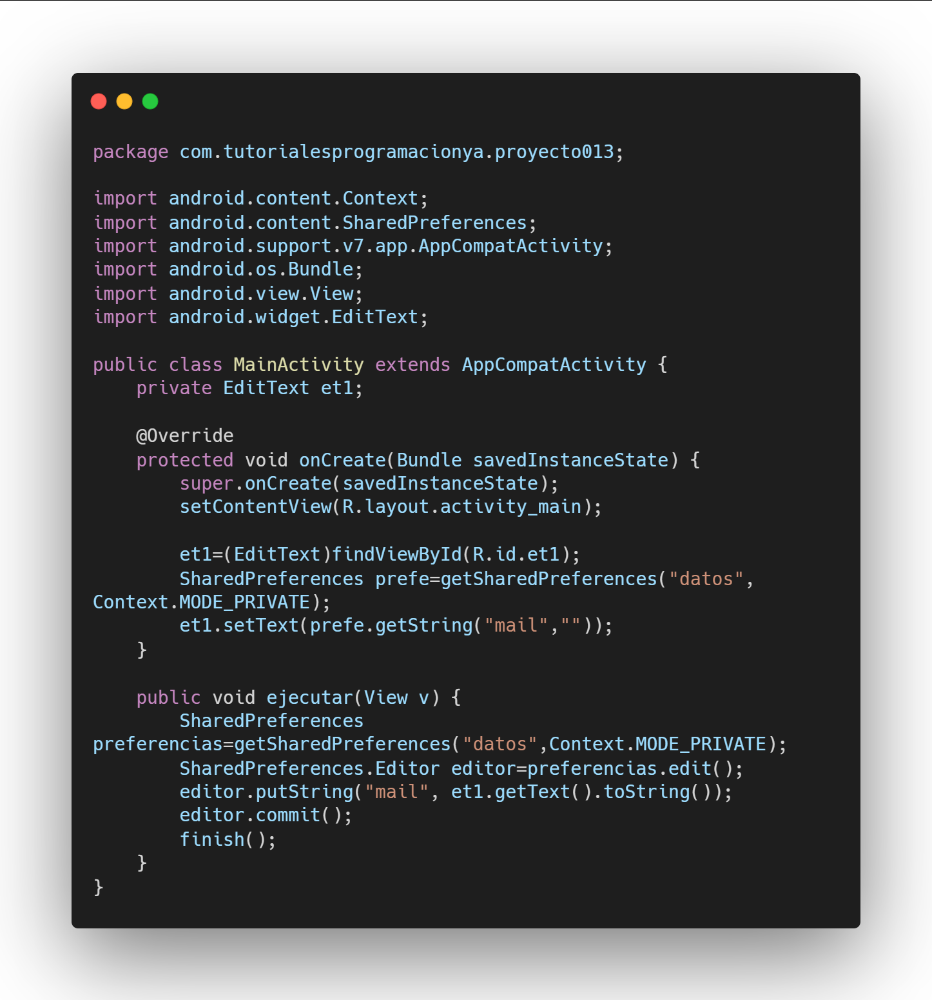 package com.tutorialesprogramacionya.proyecto013;

import android.content.Context;
import android.content.SharedPreferences;
import android.support.v7.app.AppCompatActivity;
import android.os.Bundle;
import android.view.View;
import android.widget.EditText;

public class MainActivity extends AppCompatActivity {
    private EditText et1;

    @Override
    protected void onCreate(Bundle savedInstanceState) {
        super.onCreate(savedInstanceState);
        setContentView(R.layout.activity_main);

        et1=(EditText)findViewById(R.id.et1);
        SharedPreferences prefe=getSharedPreferences("datos",
Context.MODE_PRIVATE);
        et1.setText(prefe.getString("mail",""));
    }

    public void ejecutar(View v) {
        SharedPreferences
preferencias=getSharedPreferences("datos",Context.MODE_PRIVATE);
        SharedPreferences.Editor editor=preferencias.edit();
        editor.putString("mail", et1.getText().toString());
        editor.commit();
        finish();
    }
}